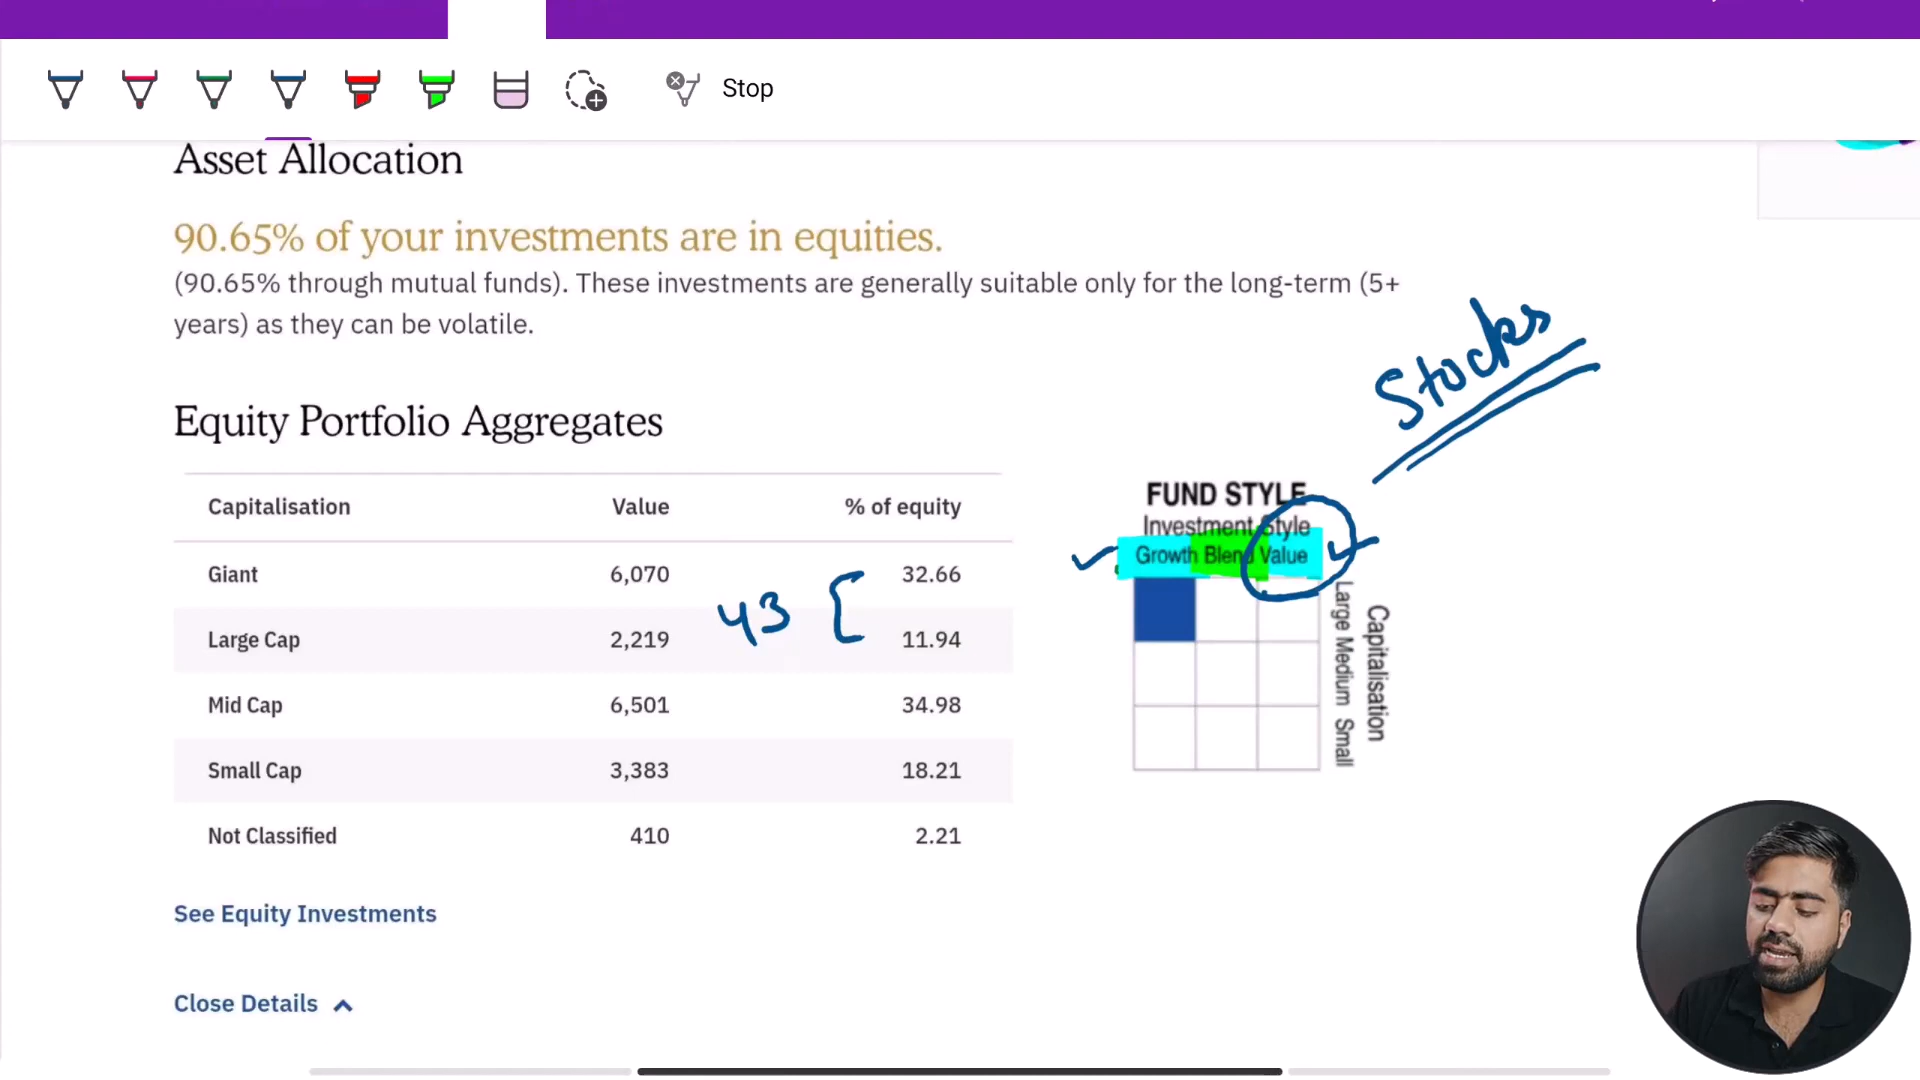 Stop
Asset Allocation
90.65% of your investments are in equities.
(90.65% through mutual funds). These investments are generally suitable only for the long-term (5+
years) as they can be volatile.
Stocks
Equity Portfolio Aggregates
Capitalisation Value % of equity
Giant 6,070 32.66
Large Cap 2,219 11.94
43 [
Mid Cap 6,501 34.98
Small Cap 3,383 18.21
Not Classified 410 2.21
FUND STYLE
Investment Style
Growth Blend Value
Large Medium Small
Capitalisation
See Equity Investments
Close Details